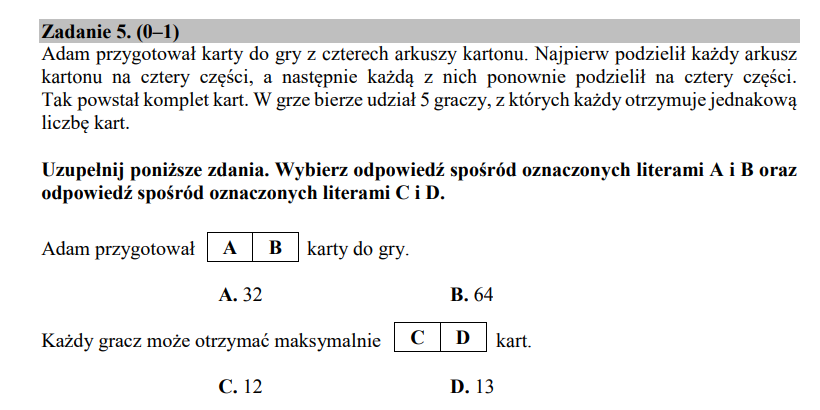 Zadanie 5. (0–1)
Adam przygotował karty do gry z czterech arkuszy kartonu. Najpierw podzielił każdy arkusz
kartonu na cztery części, a następnie każdą z nich ponownie podzielił na cztery części.
Tak powstał komplet kart. W grze bierze udział 5 graczy, z których każdy otrzymuje jednakową
liczbę kart.
Uzupełnij poniższe zdania. Wybierz odpowiedź spośród oznaczonych literami A i B oraz
odpowiedź spośród oznaczonych literami C i D.
Adam przygotował A B karty do gry.
A. 32 B. 64
Każdy gracz może otrzymać maksymalnie C D kart.
C. 12 D. 13